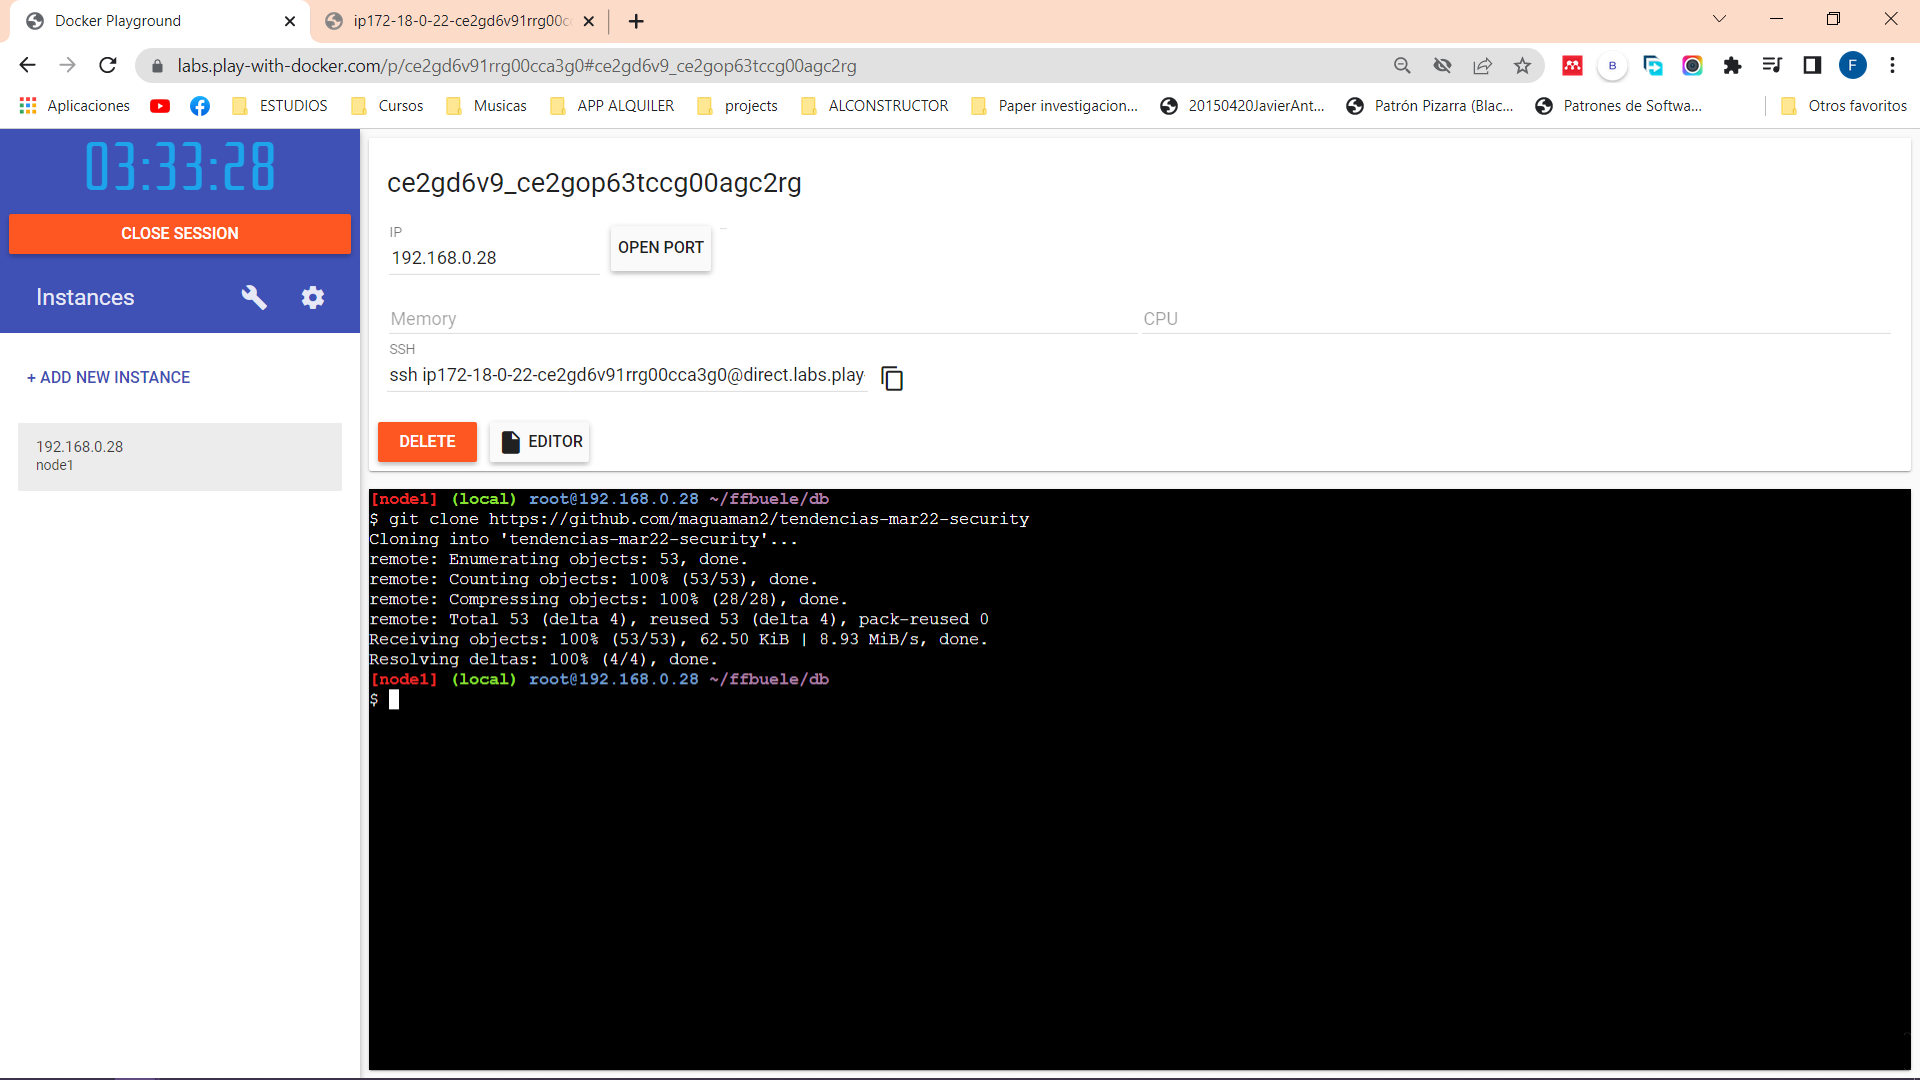 Docker Playground
ip172-18-0-22-ce2gd6v91rrg00c
labs.play-with-docker.com/p/ce2gd6v91rrg00cca3g0#ce2gd6v9_ce2gop63tccg00agc2rg
B
F
Aplicaciones
ESTUDIOS
Cursos
Musicas
APP ALQUILER
projects
ALCONSTRUCTOR
Paper investigacion...
20150420JavierAnt...
Patrón Pizarra (Blac...
Patrones de Softwa...
Otros favoritos
03:33:28
CLOSE SESSION
Instances
+ ADD NEW INSTANCE
192.168.0.28
node1
ce2gd6v9_ce2gop63tccg00agc2rg
IP
192.168.0.28
OPEN PORT
Memory
CPU
SSH
ssh ip172-18-0-22-ce2gd6v91rrg00cca3g0@direct.labs.play
DELETE
EDITOR
[node1] (local) root@192.168.0.28 ~/ffbuele/db
$ git clone https://github.com/maguaman2/tendencias-mar22-security
Cloning into 'tendencias-mar22-security'...
remote: Enumerating objects: 53, done.
remote: Counting objects: 100% (53/53), done.
remote: Compressing objects: 100% (28/28), done.
remote: Total 53 (delta 4), reused 53 (delta 4), pack-reused 0
Receiving objects: 100% (53/53), 62.50 KiB | 8.93 MiB/s, done.
Resolving deltas: 100% (4/4), done.
[node1] (local) root@192.168.0.28 ~/ffbuele/db
$